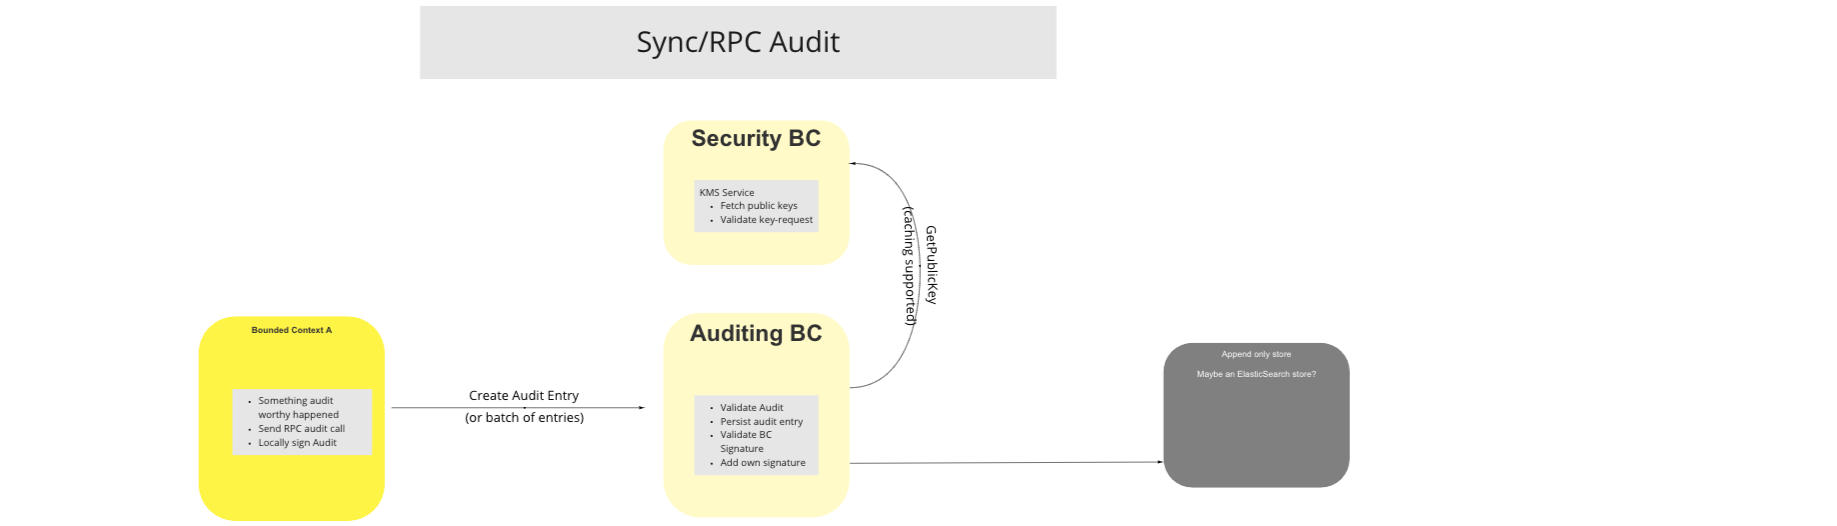 Sync/RPC Audit
Security BC
KMS Service
• Fetch public keys
• Validate key-request
GetPublicKey
(caching supported)
Bounded Context A
• Something audit
worthy happened
• Send RPC audit call
• Locally sign Audit
Create Audit Entry
(or batch of entries)
Auditing BC
• Validate Audit
• Persist audit entry
• Validate BC
Signature
• Add own signature
Append only store
Maybe an ElasticSearch store?